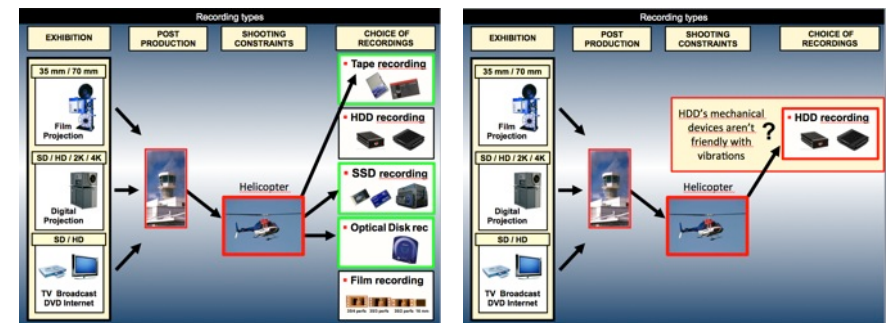 Recording types
EXHIBITION
POST
PRODUCTION
SHOOTING
CONSTRAINTS
CHOICE OF
RECORDINGS
35 mm / 70 mm
Film
Projection
SD / HD / 2K / 4K
Digital
Projection
SD / HD
TV Broadcast
DVD Internet
Helicopter
Tape recording
HDD recording
SSD recording
Optical Disk rec
Film recording
Recording types
EXHIBITION
POST
PRODUCTION
SHOOTING
CONSTRAINTS
CHOICE OF
RECORDINGS
35 mm / 70 mm
Film
Projection
SD / HD / 2K / 4K
Digital
Projection
SD / HD
TV Broadcast
DVD Internet
Helicopter
HDD's mechanical
devices aren't
friendly with
vibrations
?
HDD recording